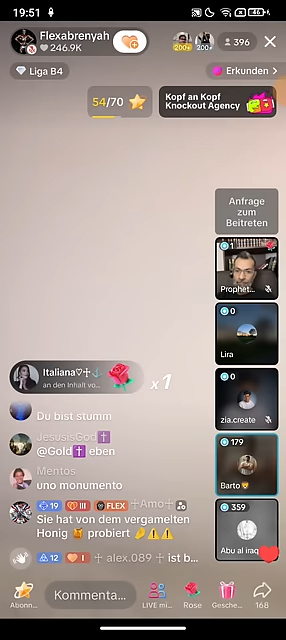 19:51
46
Flexabrenyah
246.9K
200+
200+
396
Liga B4
Erkunden >
54/70
Kopf an Kopf
Knockout Agency
Anfrage
zum
Beitreten
1
Prophet...
0
Lira
0
zia.create
179
Barto
359
Abu al iraq
Italiana♡☩
an den Inhalt vo...
x1
Du bist stumm
JesusisGod✝️
@Gold✝️ eben
Mentos
uno monumento
19 III FLEX ☩Amo☩
Sie hat von dem vergamelten
Honig 🍯 probiert 🤌⚠️⚠️
12 I ☩ alex.089 ☩ ist b...
Abonn...
Kommenta...
LIVE mi...
Rose
Gesche...
168